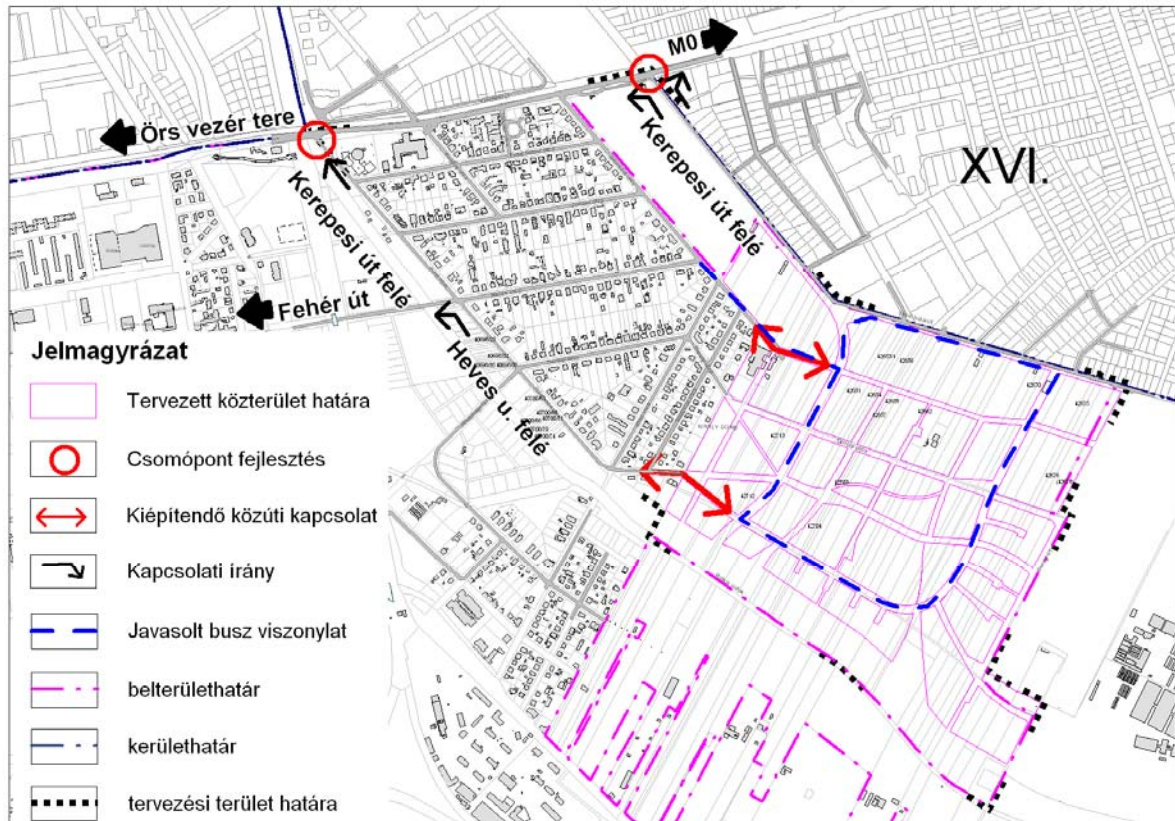 M0
Örs vezér tere
Kerepesi út felé
XVI.
Kerepesi út felé
Fehér út
Heves u. felé
Jelmagyrázat
Tervezett közterület határa
Csomópont fejlesztés
Kiépítendő közúti kapcsolat
Kapcsolati irány
Javasolt busz viszonylat
belterülethatár
kerülethatár
tervezési terület határa